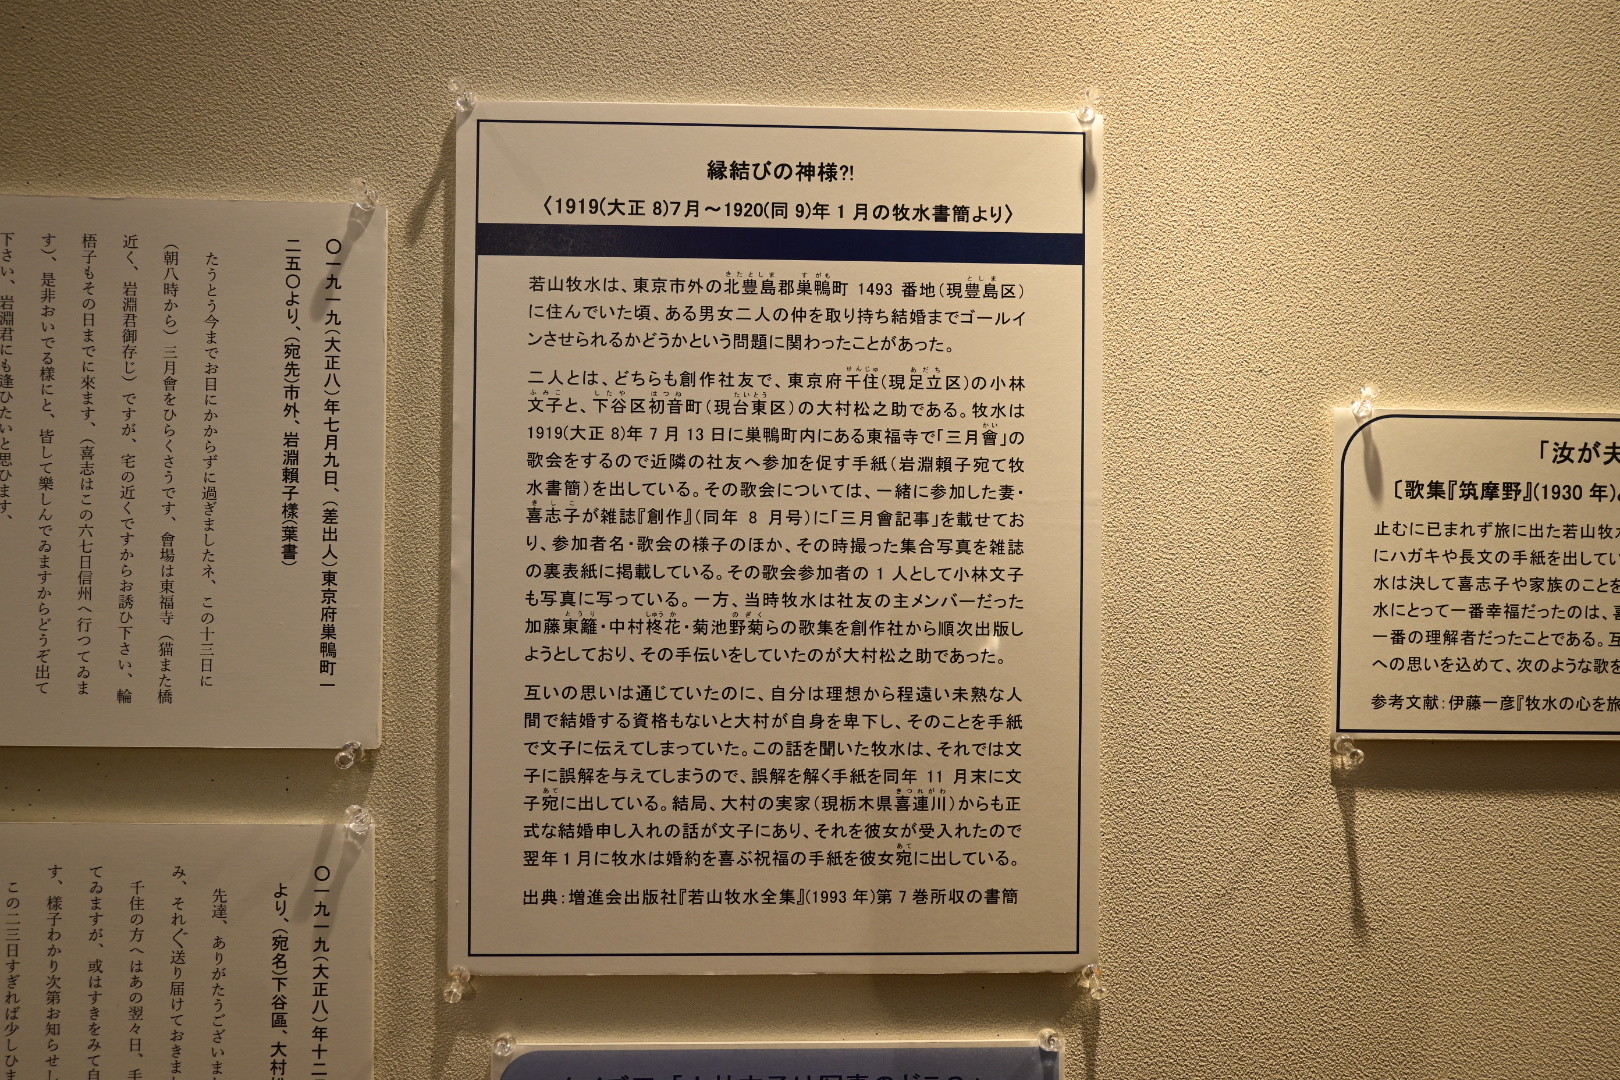 縁結びの神様?!
〈1919(大正 8)7月～1920(同 9)年 1 月の牧水書簡より〉
若山牧水は、東京市外の北豊島郡巣鴨町 1493 番地(現豊島区)
に住んでいた頃、ある男女二人の仲を取り持ち結婚までゴールイ
ンさせられるかどうかという問題に関わったことがあった。
二人とは、どちらも創作社友で、東京府千住(現足立区)の小林
文子と、下谷区初音町(現台東区)の大村松之助である。牧水は
1919(大正 8)年 7 月 13 日に巣鴨町内にある東福寺で｢三月會｣の
歌会をするので近隣の社友へ参加を促す手紙(岩淵賴子宛て牧
水書簡)を出している。その歌会については、一緒に参加した妻・
喜志子が雑誌『創作』(同年 8 月号)に｢三月會記事｣を載せてお
り、参加者名・歌会の様子のほか、その時撮った集合写真を雑誌
の裏表紙に掲載している。その歌会参加者の 1 人として小林文子
も写真に写っている。一方、当時牧水は社友の主メンバーだった
加藤東籬・中村柊花・菊池野菊らの歌集を創作社から順次出版し
ようとしており、その手伝いをしていたのが大村松之助であった。
互いの思いは通じていたのに、自分は理想から程遠い未熟な人
間で結婚する資格もないと大村が自身を卑下し、そのことを手紙
で文子に伝えてしまっていた。この話を聞いた牧水は、それでは文
子に誤解を与えてしまうので、誤解を解く手紙を同年 11 月末に文
子宛に出している。結局、大村の実家(現栃木県喜連川)からも正
式な結婚申し入れの話が文子にあり、それを彼女が受入れたので
翌年 1 月に牧水は婚約を喜ぶ祝福の手紙を彼女宛に出している。
出典：増進会出版社『若山牧水全集』(1993 年)第 7 巻所収の書簡
〇一九一九(大正八)年七月九日、(差出人)東京府巣鴨町一
二五〇より、(宛先)市外、岩淵賴子樣(葉書)
たうとう今までお目にかからずに過ぎましたネ、この十三日に
(朝八時から)三月會をひらくさうです、會場は東福寺(猫また橋
近く、岩淵君御存じ)ですが、宅の近くですからお誘ひ下さい、輪
梧子もその日までに來ます、(喜志はこの六七日信州へ行つてゐま
す)、是非おいでる樣にと、皆して樂しんでゐますからどうぞ出て
下さい、岩淵君にも逢ひたいと思ひます、
〇一九一九(大正八)年十二
より、(宛名)下谷區、大村
先達、ありがたうございまし
み、それ〲送り届けておきまし
千住の方へはあの翌々日、手
てゐますが、或はすきをみて自
す、樣子わかり次第お知らせし
この二三日すぎれば少しひま
「汝が夫
〔歌集『筑摩野』(1930 年)
止むに已まれず旅に出た若山牧水
にハガキや長文の手紙を出してい
水は決して喜志子や家族のことを
水にとって一番幸福だったのは、喜
一番の理解者だったことである。互
への思いを込めて、次のような歌を
参考文献：伊藤一彦『牧水の心を旅